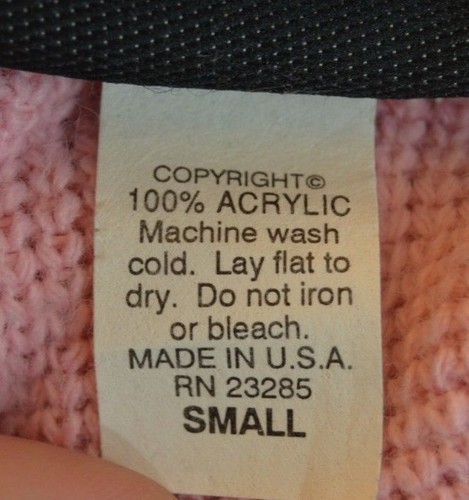 COPYRIGHT©
100% ACRYLIC
Machine wash
cold. Lay flat to
dry. Do not iron
or bleach.
MADE IN U.S.A.
RN 23285
SMALL